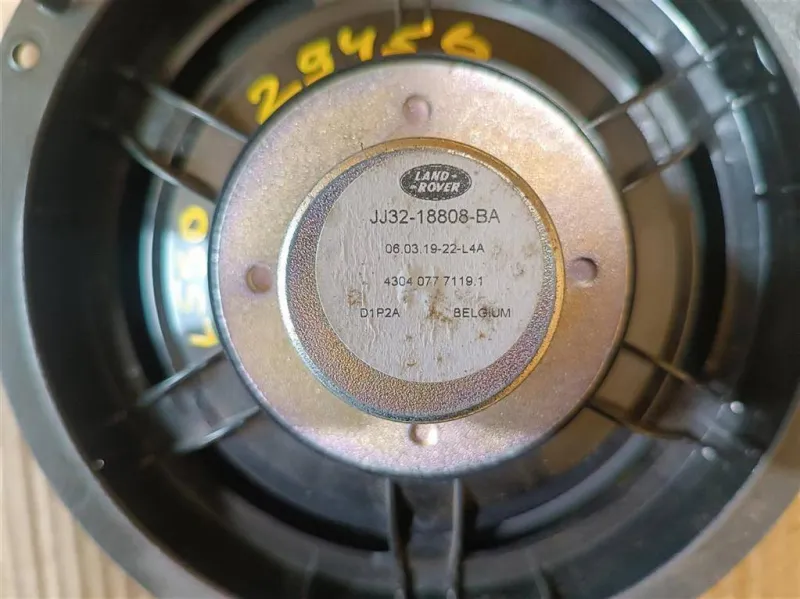 29456
L550
LAND-
-ROVER
JJ32-18808-BA
06.03.19-22-L4A
4304 077 7119.1
D1P2A BELGIUM